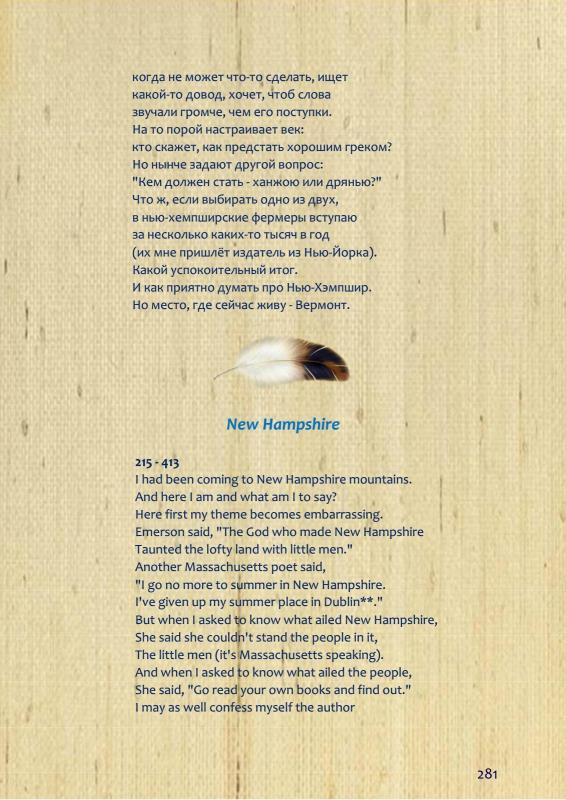 когда не может что-то сделать, ищет
какой-то довод, хочет, чтоб слова
звучали громче, чем его поступки.
На то порой настраивает век:
кто скажет, как предстать хорошим греком?
Но нынче задают другой вопрос:
"Кем должен стать - ханжою или дрянью?"
Что ж, если выбирать одно из двух,
в нью-хемпширские фермеры вступаю
за несколько каких-то тысяч в год
(их мне пришлёт издатель из Нью-Йорка).
Какой успокоительный итог.
И как приятно думать про Нью-Хэмпшир.
Но место, где сейчас живу - Вермонт.
New Hampshire
215 - 413
I had been coming to New Hampshire mountains.
And here I am and what am I to say?
Here first my theme becomes embarrassing.
Emerson said, "The God who made New Hampshire
Taunted the lofty land with little men."
Another Massachusetts poet said,
"I go no more to summer in New Hampshire.
I've given up my summer place in Dublin**."
But when I asked to know what ailed New Hampshire,
She said she couldn't stand the people in it,
The little men (it's Massachusetts speaking).
And when I asked to know what ailed the people,
She said, "Go read your own books and find out."
I may as well confess myself the author
281